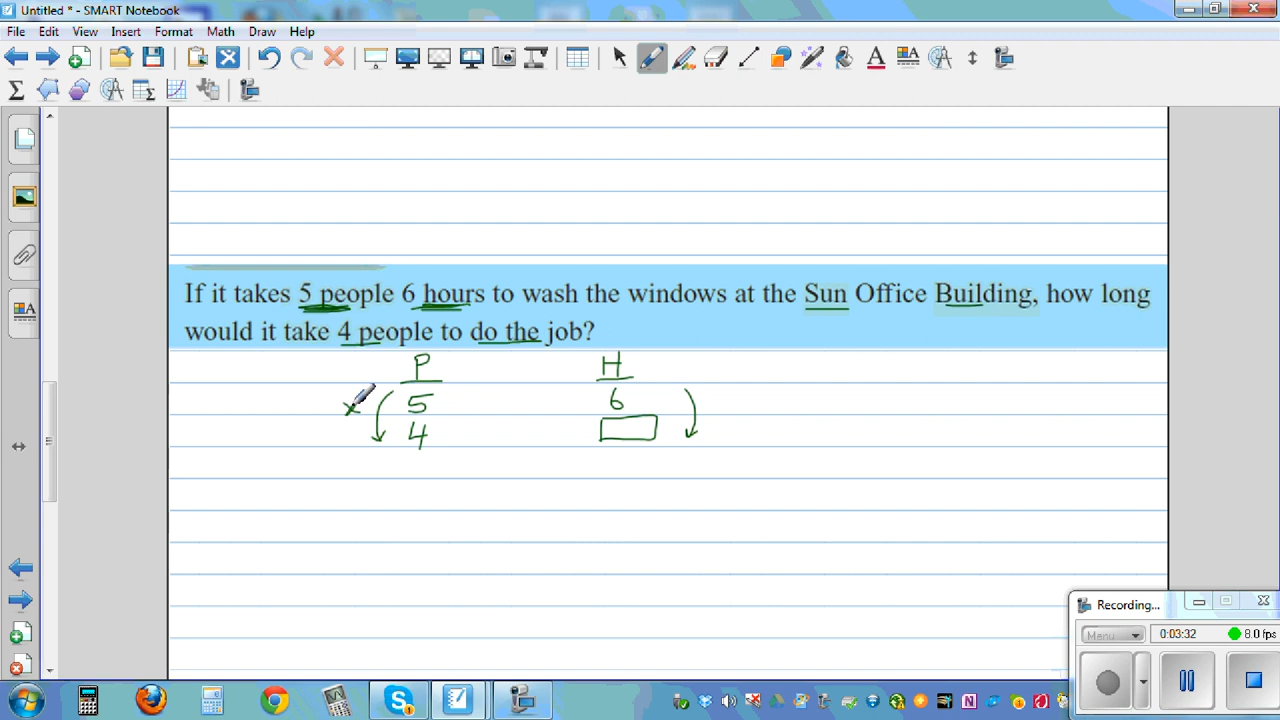 Untitled * - SMART Notebook
File Edit View Insert Format Math Draw Help
If it takes 5 people 6 hours to wash the windows at the Sun Office Building, how long
would it take 4 people to do the job?
P H
× 5 6
4
Recording...
Menu 0:03:32 8.0 fps